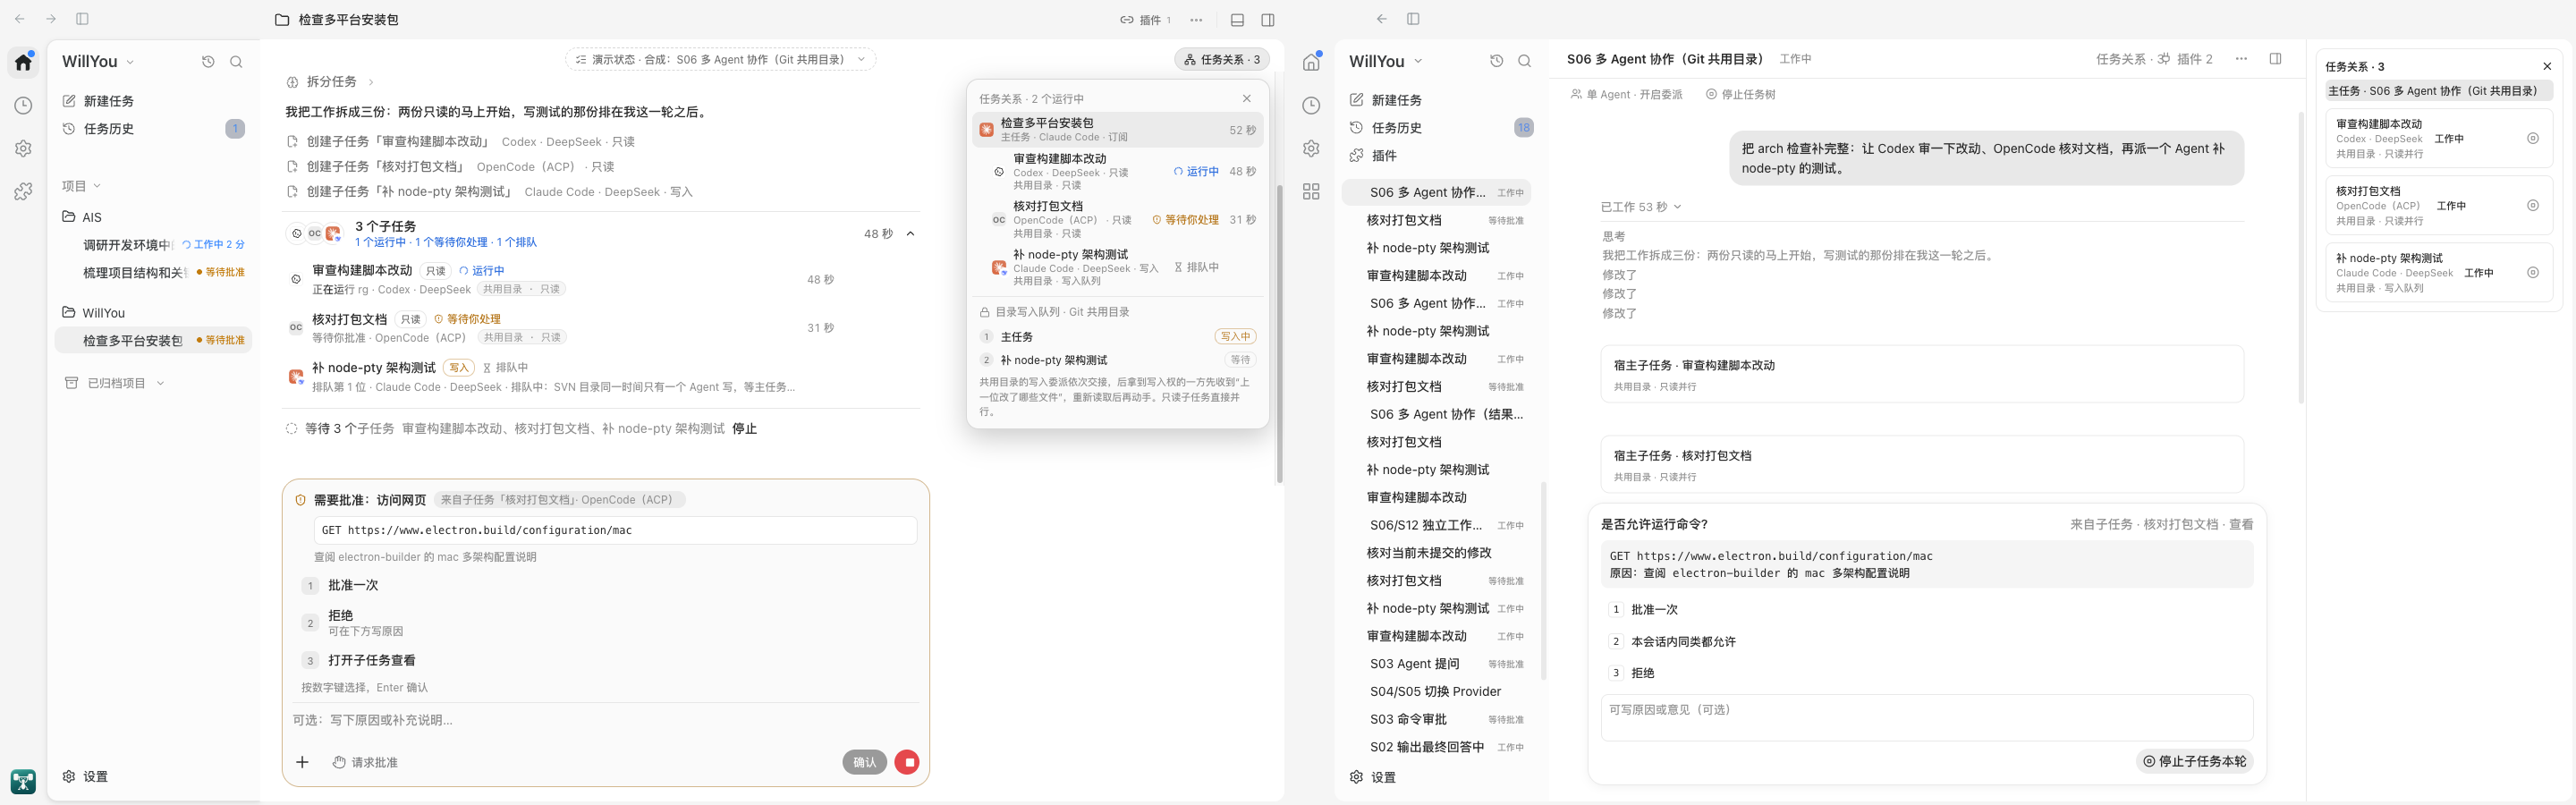 检查多平台安装包
插件 1
WillYou
新建任务
任务历史 1
项目
AIS
调研开发环境中 工作中 2 分
梳理项目结构和关 等待批准
WillYou
检查多平台安装包 等待批准
已归档项目
设置
演示状态 · 合成：S06 多 Agent 协作（Git 共用目录）
任务关系 · 3
拆分任务
我把工作拆成三份：两份只读的马上开始，写测试的那份排在我这一轮之后。
创建子任务「审查构建脚本改动」 Codex · DeepSeek · 只读
创建子任务「核对打包文档」 OpenCode（ACP） · 只读
创建子任务「补 node-pty 架构测试」 Claude Code · DeepSeek · 写入
OC
3 个子任务
1 个运行中 · 1 个等待你处理 · 1 个排队
48 秒
审查构建脚本改动 只读 运行中
正在运行 rg · Codex · DeepSeek 共用目录 · 只读
48 秒
OC
核对打包文档 只读 等待你处理
等待你批准 · OpenCode（ACP） 共用目录 · 只读
31 秒
补 node-pty 架构测试 写入 排队中
排队第 1 位 · Claude Code · DeepSeek · 排队中：SVN 目录同一时间只有一个 Agent 写，等主任务...
等待 3 个子任务 审查构建脚本改动、核对打包文档、补 node-pty 架构测试 停止
需要批准：访问网页 来自子任务「核对打包文档」· OpenCode（ACP）
GET https://www.electron.build/configuration/mac
查阅 electron-builder 的 mac 多架构配置说明
1 批准一次
2 拒绝
可在下方写原因
3 打开子任务查看
按数字键选择，Enter 确认
可选：写下原因或补充说明...
请求批准
确认
任务关系 · 2 个运行中
检查多平台安装包
主任务 · Claude Code · 订阅
52 秒
审查构建脚本改动
Codex · DeepSeek · 只读
共用目录 · 只读
运行中 48 秒
OC
核对打包文档
OpenCode（ACP） · 只读
共用目录 · 只读
等待你处理 31 秒
补 node-pty 架构测试
Claude Code · DeepSeek · 写入
共用目录 · 写入队列
排队中
目录写入队列 · Git 共用目录
1 主任务 写入中
2 补 node-pty 架构测试 等待
共用目录的写入委派依次交接，后拿到写入权的一方先收到“上
一位改了哪些文件”，重新读取后再动手。只读子任务直接并
行。
WillYou
新建任务
任务历史 18
插件
S06 多 Agent 协作... 工作中
核对打包文档 等待批准
补 node-pty 架构测试
审查构建脚本改动 工作中
S06 多 Agent 协作... 工作中
补 node-pty 架构测试
审查构建脚本改动 工作中
核对打包文档 等待批准
S06 多 Agent 协作（结果...
核对打包文档
补 node-pty 架构测试
审查构建脚本改动
S06/S12 独立工作... 工作中
核对当前未提交的修改
核对打包文档 等待批准
补 node-pty 架构测试 工作中
审查构建脚本改动 工作中
S03 Agent 提问 等待批准
S04/S05 切换 Provider
S03 命令审批 等待批准
S02 输出最终回答中 工作中
设置
S06 多 Agent 协作（Git 共用目录） 工作中
任务关系 · 3 插件 2
单 Agent · 开启委派 停止任务树
把 arch 检查补完整：让 Codex 审一下改动、OpenCode 核对文档，再派一个 Agent 补
node-pty 的测试。
已工作 53 秒
思考
我把工作拆成三份：两份只读的马上开始，写测试的那份排在我这一轮之后。
修改了
修改了
修改了
宿主子任务 · 审查构建脚本改动
共用目录 · 只读并行
宿主子任务 · 核对打包文档
共用目录 · 只读并行
是否允许运行命令？ 来自子任务 · 核对打包文档 · 查看
GET https://www.electron.build/configuration/mac
原因：查阅 electron-builder 的 mac 多架构配置说明
1 批准一次
2 本会话内同类都允许
3 拒绝
可写原因或意见（可选）
停止子任务本轮
任务关系 · 3
主任务 · S06 多 Agent 协作（Git 共用目录）
审查构建脚本改动
Codex · DeepSeek 工作中
共用目录 · 只读并行
核对打包文档
OpenCode（ACP） 工作中
共用目录 · 只读并行
补 node-pty 架构测试
Claude Code · DeepSeek 工作中
共用目录 · 写入队列